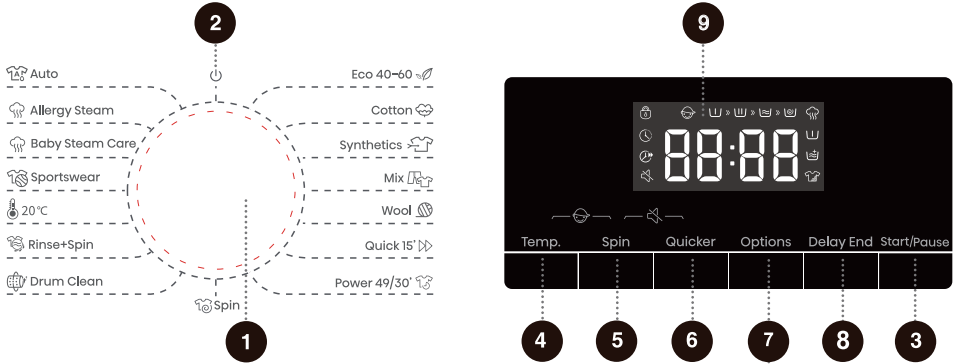 2
9
Auto
Eco 40-60
Allergy Steam
Cotton
Baby Steam Care
Synthetics
Sportswear
Mix
20℃
Wool
Rinse+Spin
Quick 15'
Drum Clean
Power 49/30'
Spin
1
88:88
Temp.
Spin
Quicker
Options
Delay End
Start/Pause
4
5
6
7
8
3